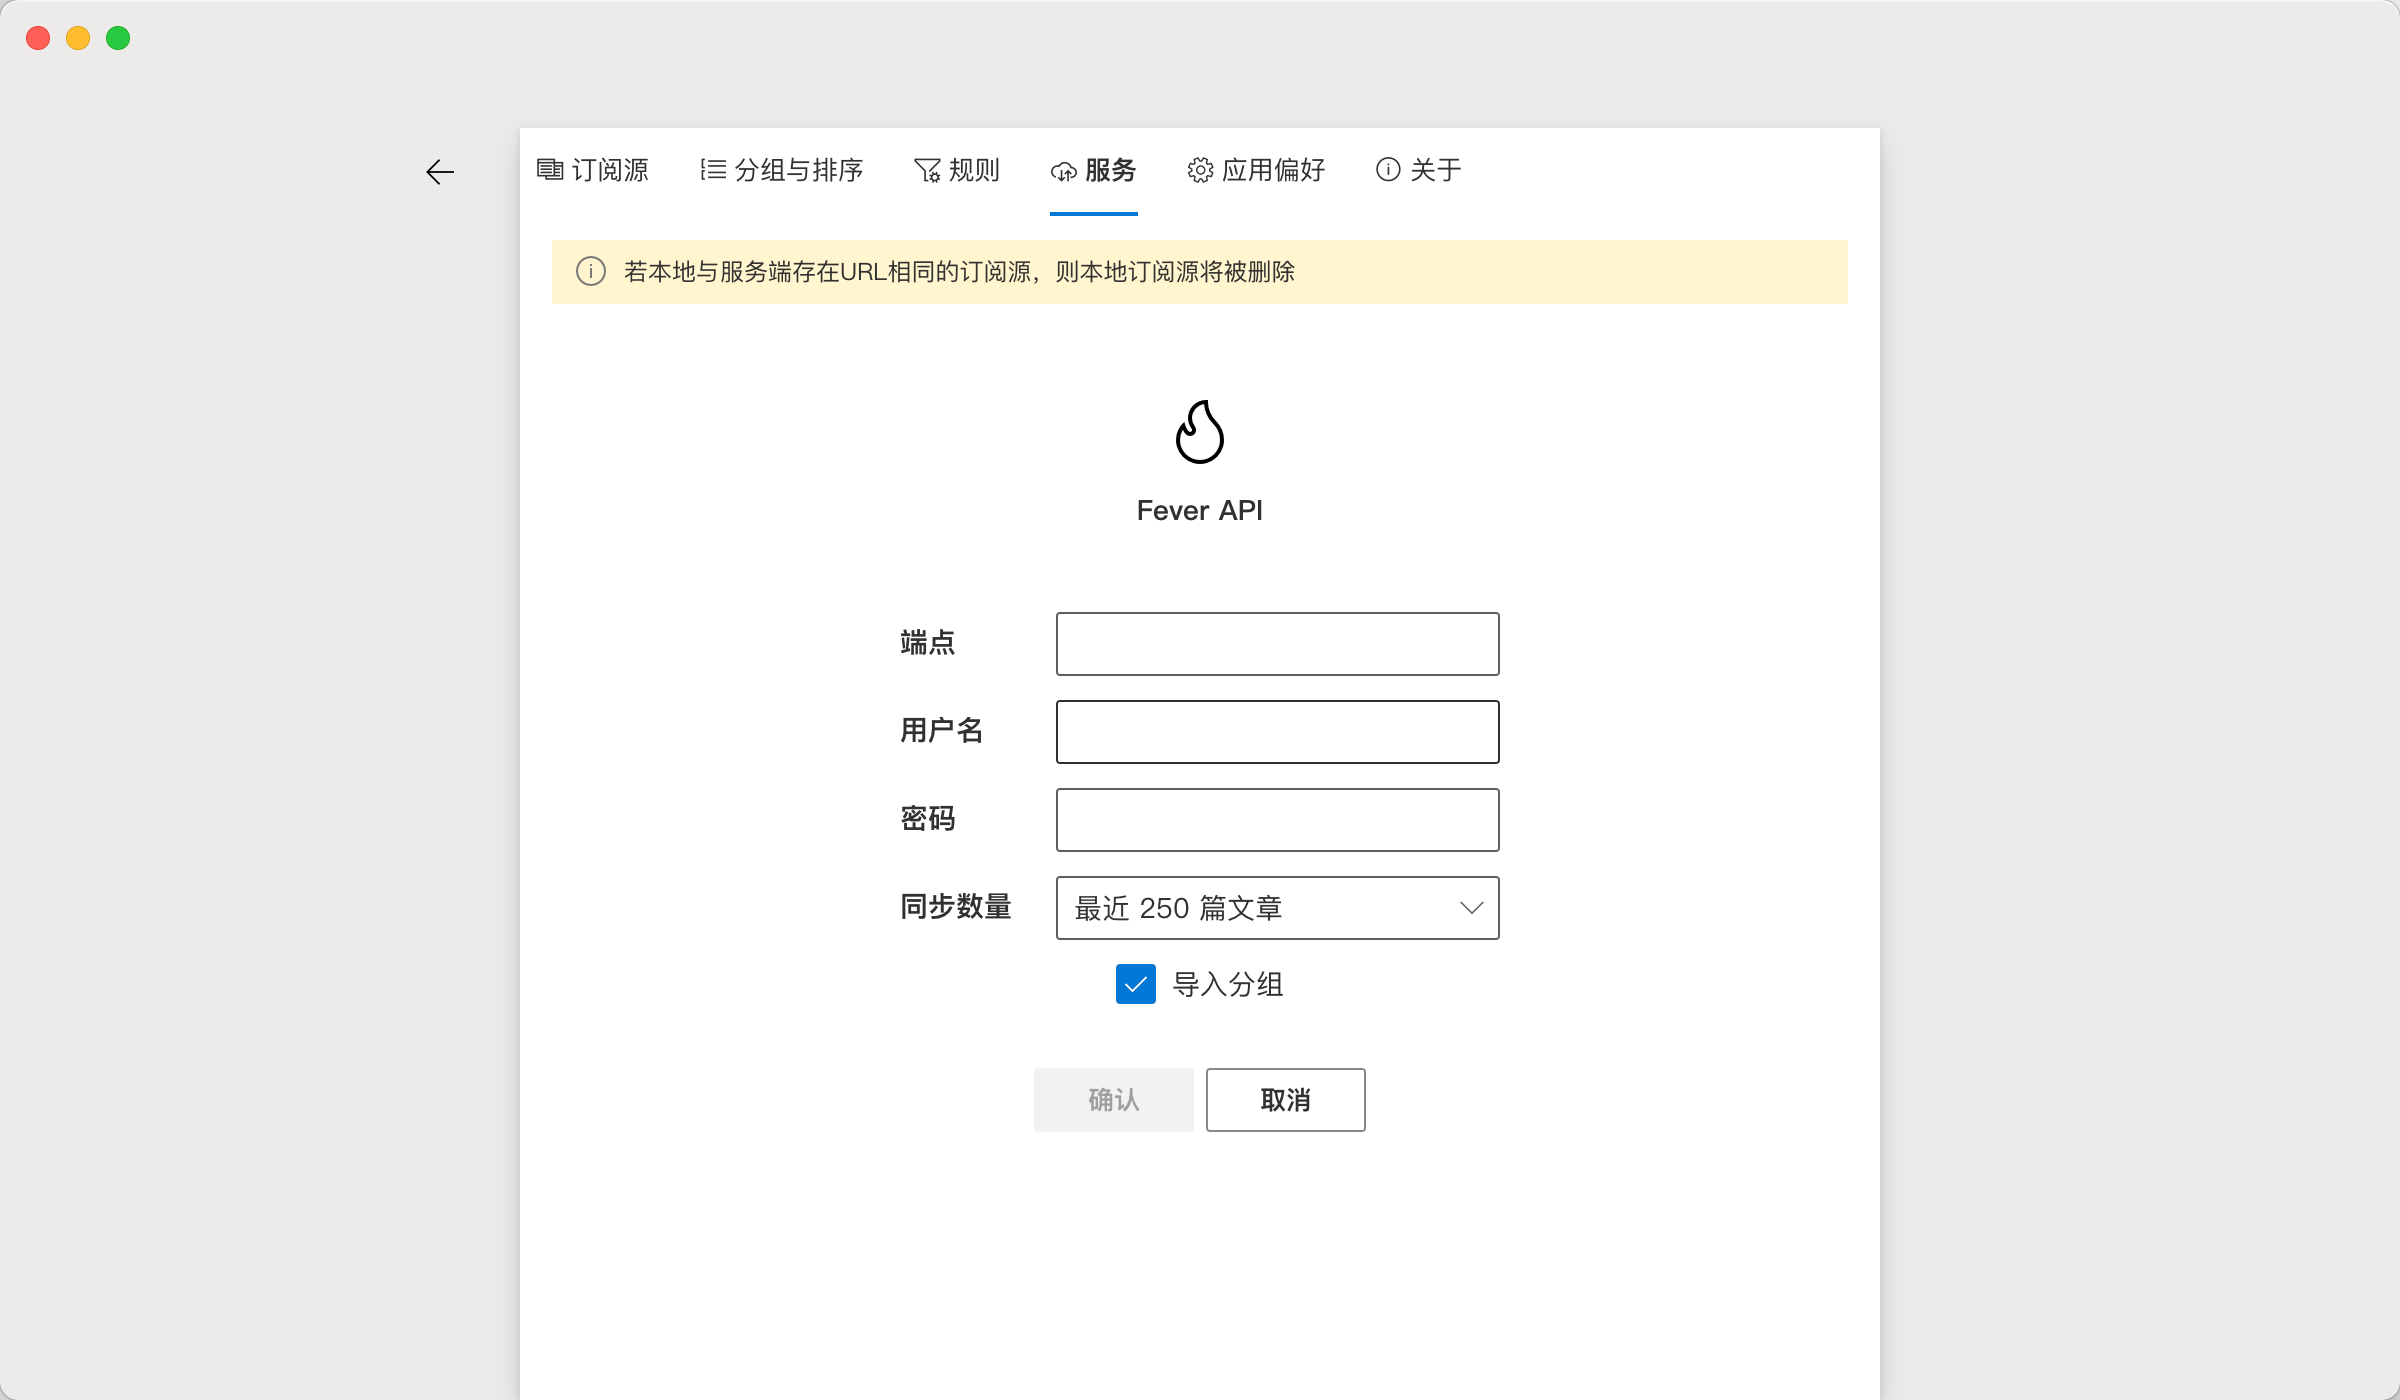 订阅源 分组与排序 规则 服务 应用偏好 关于
若本地与服务端存在URL相同的订阅源，则本地订阅源将被删除
Fever API
端点
用户名
密码
同步数量 最近 250 篇文章
导入分组
确认 取消